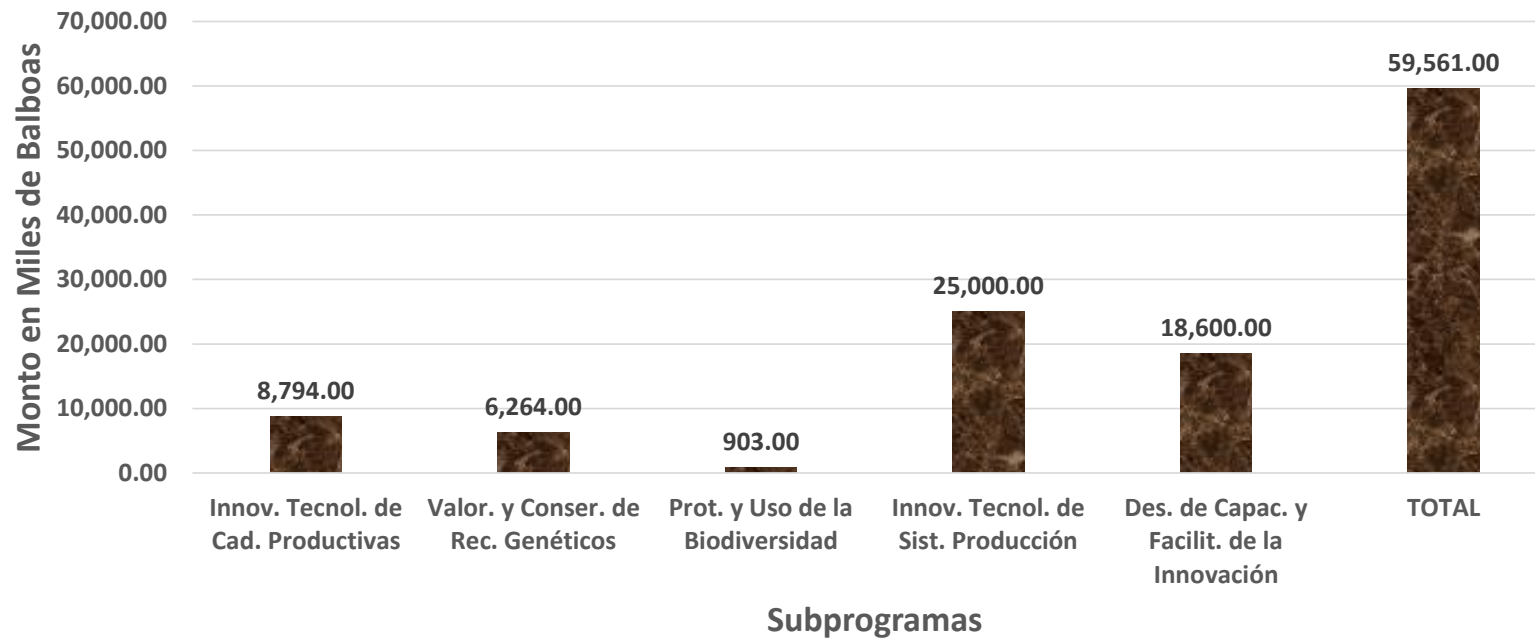 70,000.00
60,000.00
50,000.00
40,000.00
30,000.00
20,000.00
10,000.00
0.00
Monto en Miles de Balboas
8,794.00
6,264.00
903.00
25,000.00
18,600.00
59,561.00
Innov. Tecnol. de
Cad. Productivas
Valor. y Conser. de
Rec. Genéticos
Prot. y Uso de la
Biodiversidad
Innov. Tecnol. de
Sist. Producción
Des. de Capac. y
Facilit. de la
Innovación
TOTAL
Subprogramas